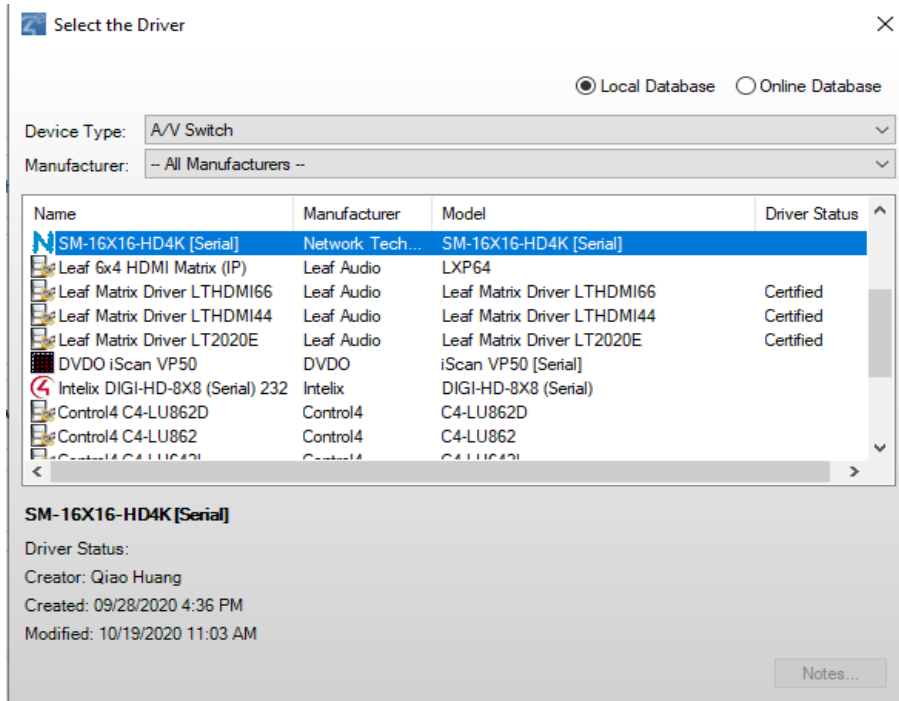 Select the Driver
Local Database Online Database
Device Type: A/V Switch
Manufacturer: -- All Manufacturers --
Name Manufacturer Model Driver Status
SM-16X16-HD4K [Serial] Network Tech... SM-16X16-HD4K [Serial]
Leaf 6x4 HDMI Matrix (IP) Leaf Audio LXP64
Leaf Matrix Driver LTHDMI66 Leaf Audio Leaf Matrix Driver LTHDMI66 Certified
Leaf Matrix Driver LTHDMI44 Leaf Audio Leaf Matrix Driver LTHDMI44 Certified
Leaf Matrix Driver LT2020E Leaf Audio Leaf Matrix Driver LT2020E Certified
DVDO iScan VP50 DVDO iScan VP50 [Serial]
Intelix DIGI-HD-8X8 (Serial) 232 Intelix DIGI-HD-8X8 (Serial)
Control4 C4-LU862D Control4 C4-LU862D
Control4 C4-LU862 Control4 C4-LU862
SM-16X16-HD4K [Serial]
Driver Status:
Creator: Qiao Huang
Created: 09/28/2020 4:36 PM
Modified: 10/19/2020 11:03 AM
Notes...